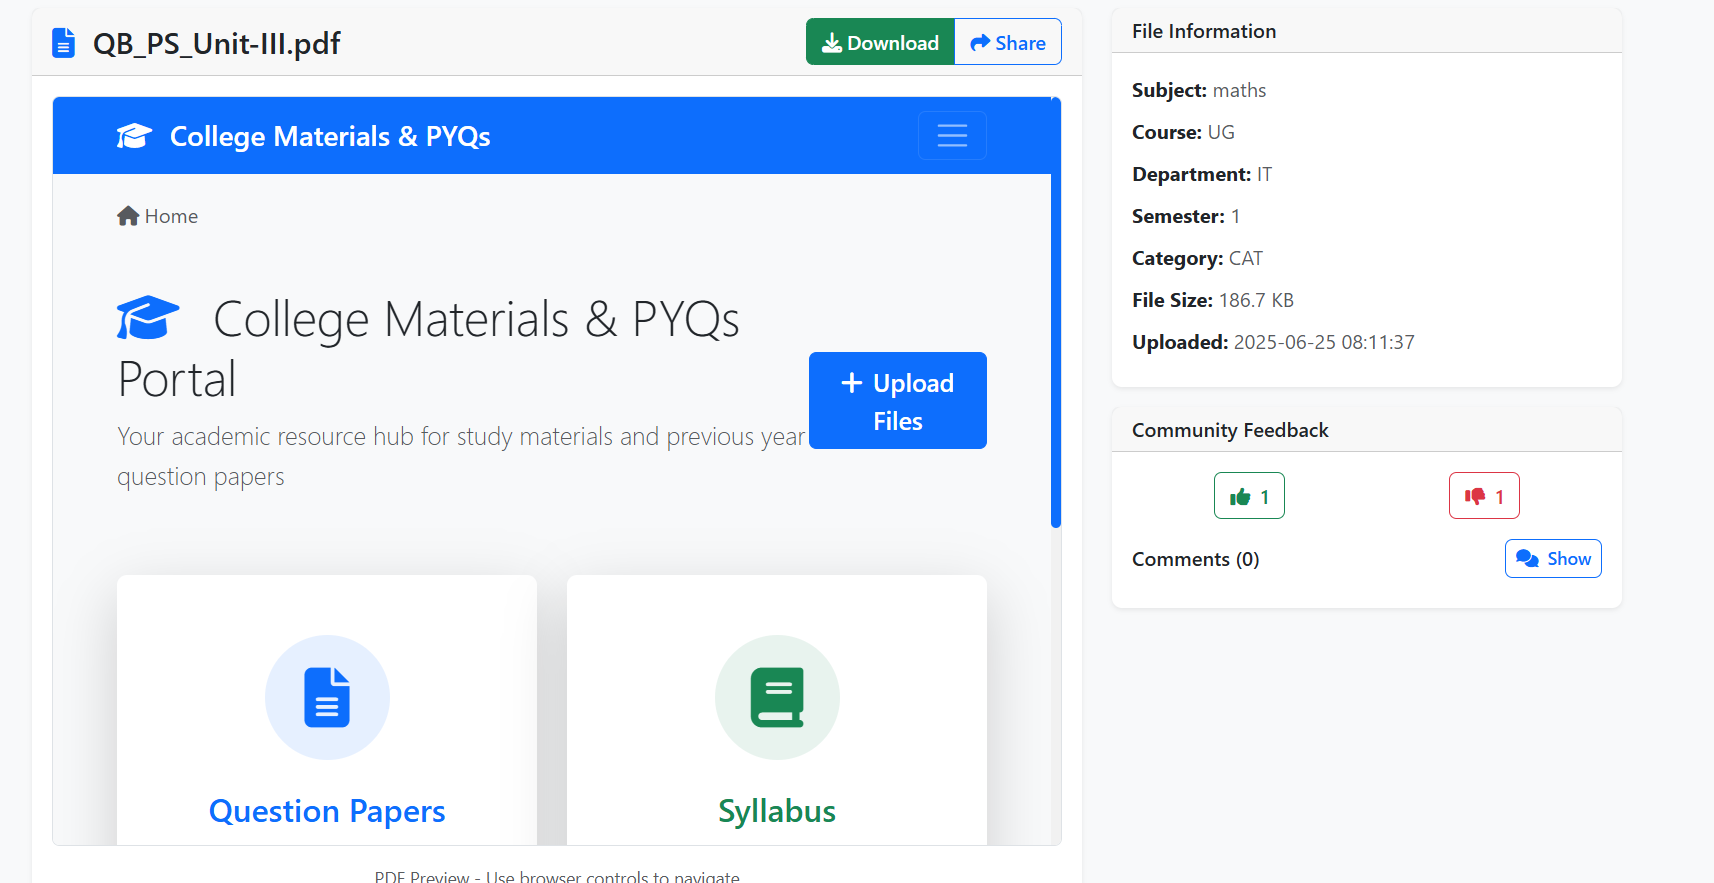 QB_PS_Unit-III.pdf
Download
Share
College Materials & PYQs
Home
College Materials & PYQs
Portal
Your academic resource hub for study materials and previous year
question papers
Upload
Files
Question Papers
Syllabus
PDF Preview - Use browser controls to navigate
File Information
Subject: maths
Course: UG
Department: IT
Semester: 1
Category: CAT
File Size: 186.7 KB
Uploaded: 2025-06-25 08:11:37
Community Feedback
1
1
Comments (0)
Show